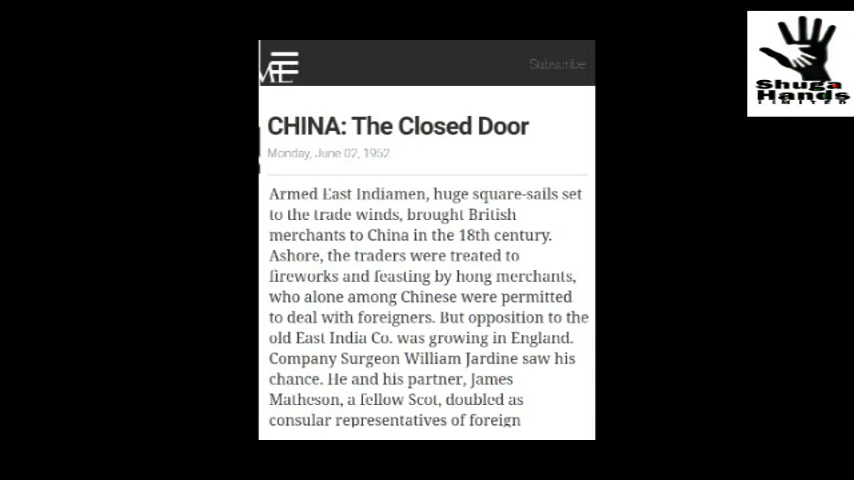 Subscribe
Shuga
Hands
LIMITED
CHINA: The Closed Door
Monday, June 02, 1952
Armed East Indiamen, huge square-sails set
to the trade winds, brought British
merchants to China in the 18th century.
Ashore, the traders were treated to
fireworks and feasting by hong merchants,
who alone among Chinese were permitted
to deal with foreigners. But opposition to the
old East India Co. was growing in England.
Company Surgeon William Jardine saw his
chance. He and his partner, James
Matheson, a fellow Scot, doubled as
consular representatives of foreign